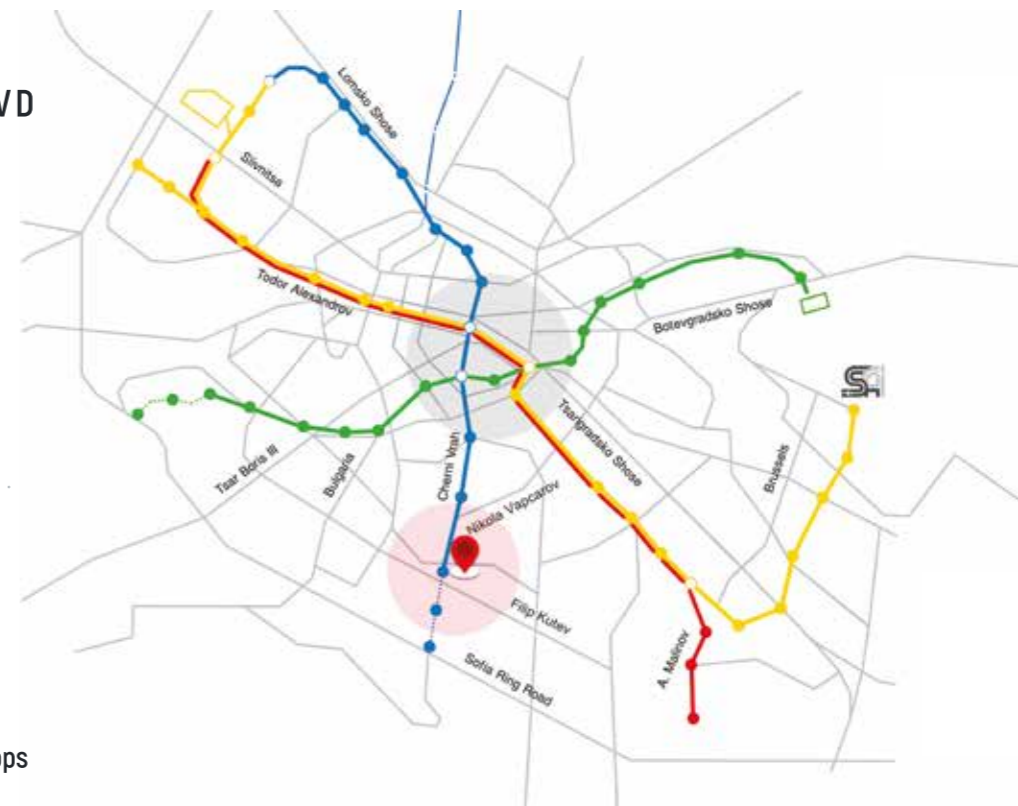 VD
Lomsko Shose
Slivnitsa
Todor Alexandrov
Botevgradsko Shose
Tsarigradsko Shose
Brussels
Tsar Boris III
Bulgaria
Cherni Vrah
Nikola Vapcarov
Filip Kutev
A. Malinov
Sofia Ring Road
ops